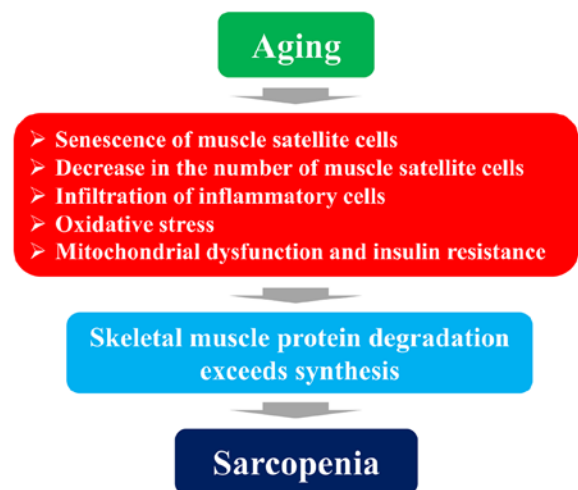 Aging
➤ Senescence of muscle satellite cells
➤ Decrease in the number of muscle satellite cells
➤ Infiltration of inflammatory cells
➤ Oxidative stress
➤ Mitochondrial dysfunction and insulin resistance
Skeletal muscle protein degradation
exceeds synthesis
Sarcopenia